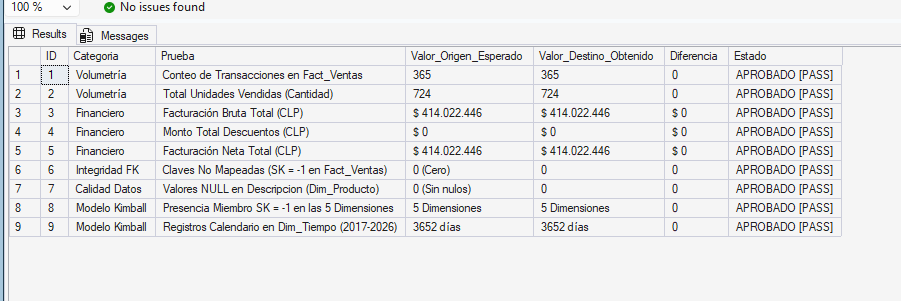 100 % No issues found
Results Messages
ID Categoria Prueba Valor_Origen_Esperado Valor_Destino_Obtenido Diferencia Estado
1 1 Volumetría Conteo de Transacciones en Fact_Ventas 365 365 0 APROBADO [PASS]
2 2 Volumetría Total Unidades Vendidas (Cantidad) 724 724 0 APROBADO [PASS]
3 3 Financiero Facturación Bruta Total (CLP) $ 414.022.446 $ 414.022.446 $ 0 APROBADO [PASS]
4 4 Financiero Monto Total Descuentos (CLP) $ 0 $ 0 $ 0 APROBADO [PASS]
5 5 Financiero Facturación Neta Total (CLP) $ 414.022.446 $ 414.022.446 $ 0 APROBADO [PASS]
6 6 Integridad FK Claves No Mapeadas (SK = -1 en Fact_Ventas) 0 (Cero) 0 0 APROBADO [PASS]
7 7 Calidad Datos Valores NULL en Descripcion (Dim_Producto) 0 (Sin nulos) 0 0 APROBADO [PASS]
8 8 Modelo Kimball Presencia Miembro SK = -1 en las 5 Dimensiones 5 Dimensiones 5 Dimensiones 0 APROBADO [PASS]
9 9 Modelo Kimball Registros Calendario en Dim_Tiempo (2017-2026) 3652 días 3652 días 0 APROBADO [PASS]